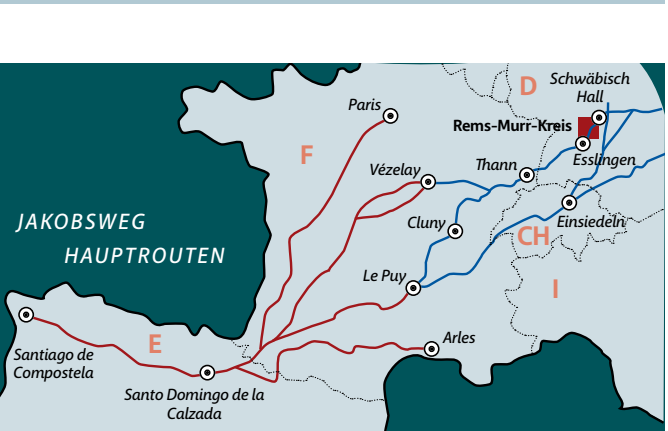 D
Schwäbisch
Hall
Paris
Rems-Murr-Kreis
F
Esslingen
Vézelay
Thann
JAKOBSWEG
HAUPTROUTEN
Cluny
Einsiedeln
CH
Le Puy
I
E
Arles
Santiago de
Compostela
Santo Domingo de la
Calzada